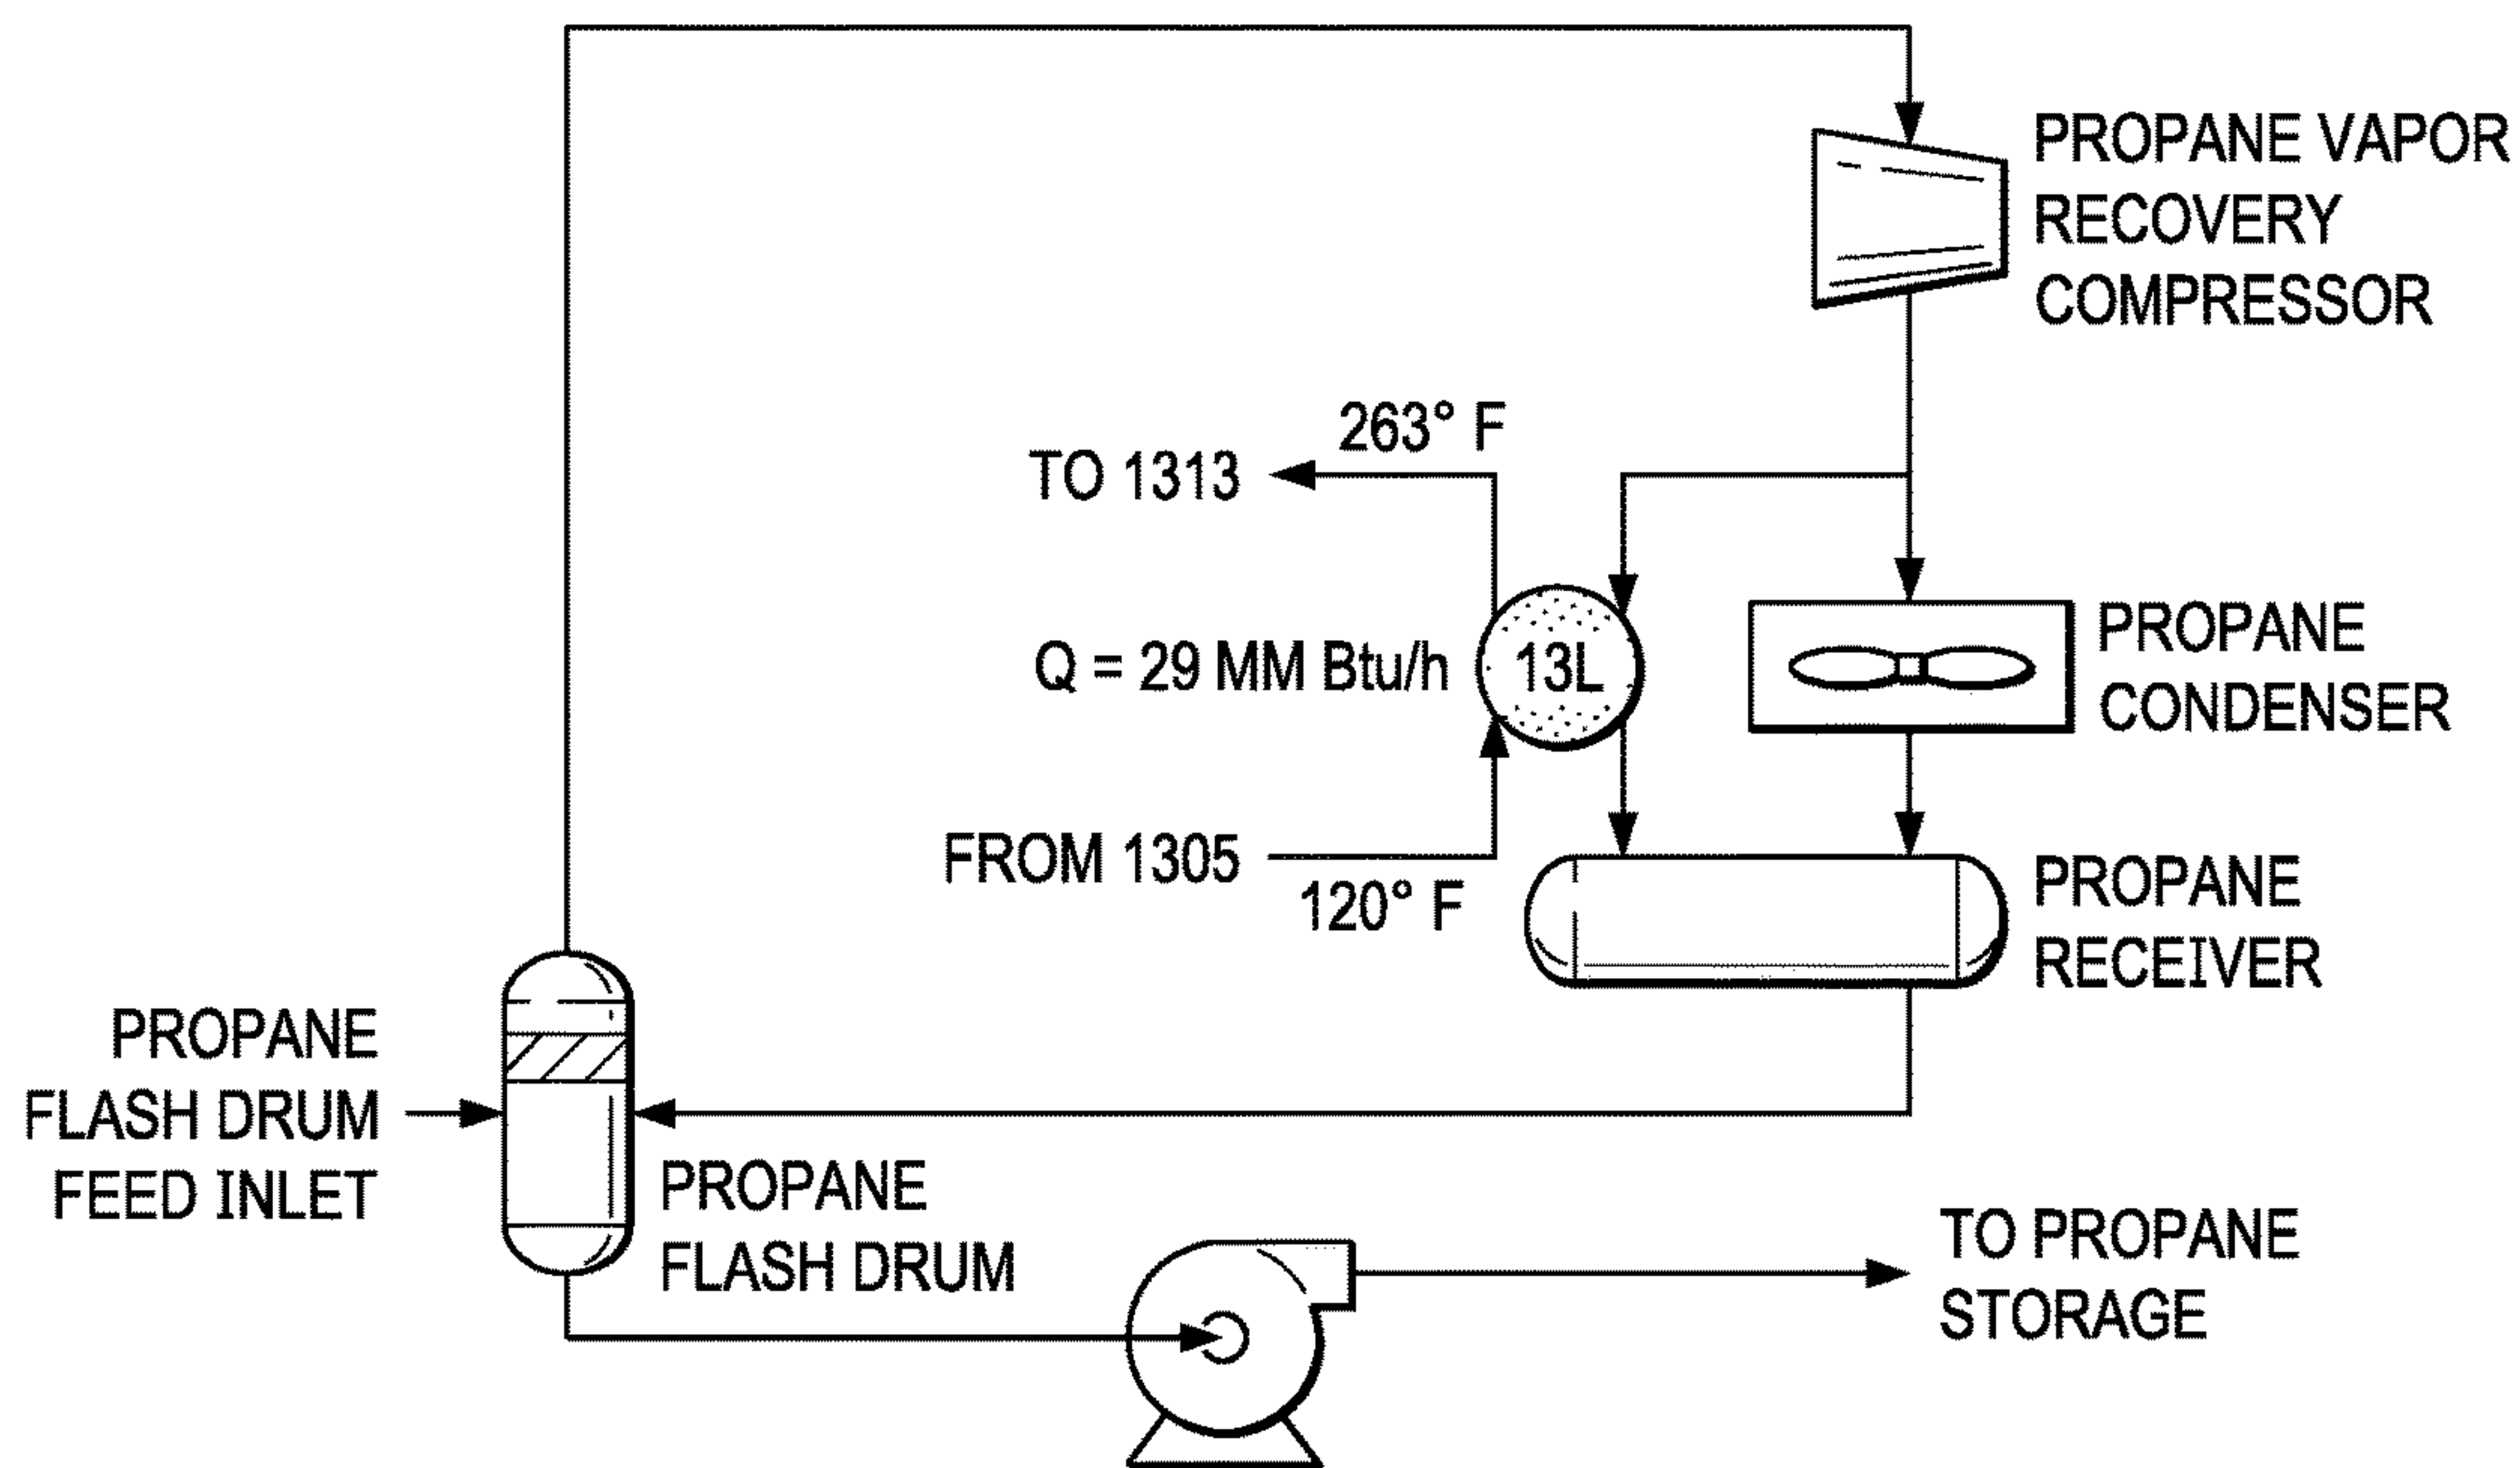 PROPANE VAPOR
RECOVERY
COMPRESSOR
263° F
TO 1313
Q = 29 MM Btu/h
13L
PROPANE
CONDENSER
FROM 1305
120° F
PROPANE
RECEIVER
PROPANE
FLASH DRUM
FEED INLET
PROPANE
FLASH DRUM
TO PROPANE
STORAGE